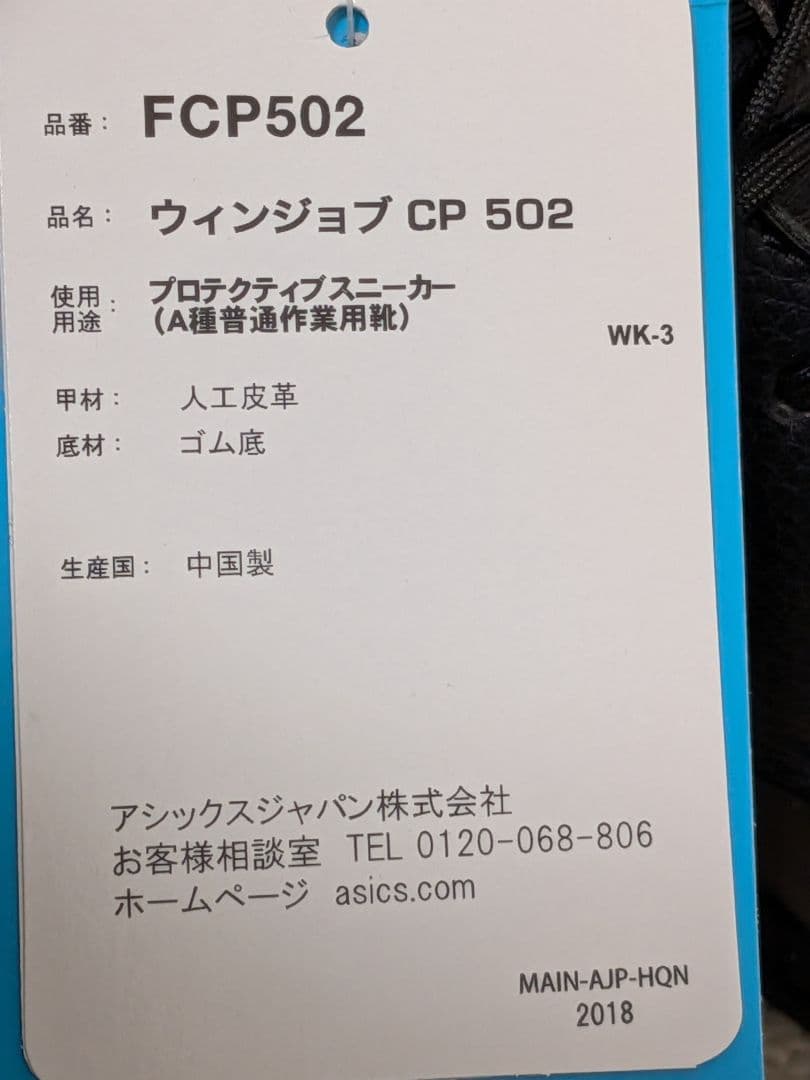 品番： FCP502
品名： ウィンジョブ CP 502
使用用途： プロテクティブスニーカー
（A種普通作業用靴）
WK-3
甲材： 人工皮革
底材： ゴム底
生産国： 中国製
アシックスジャパン株式会社
お客様相談室 TEL 0120-068-806
ホームページ asics.com
MAIN-AJP-HQN
2018